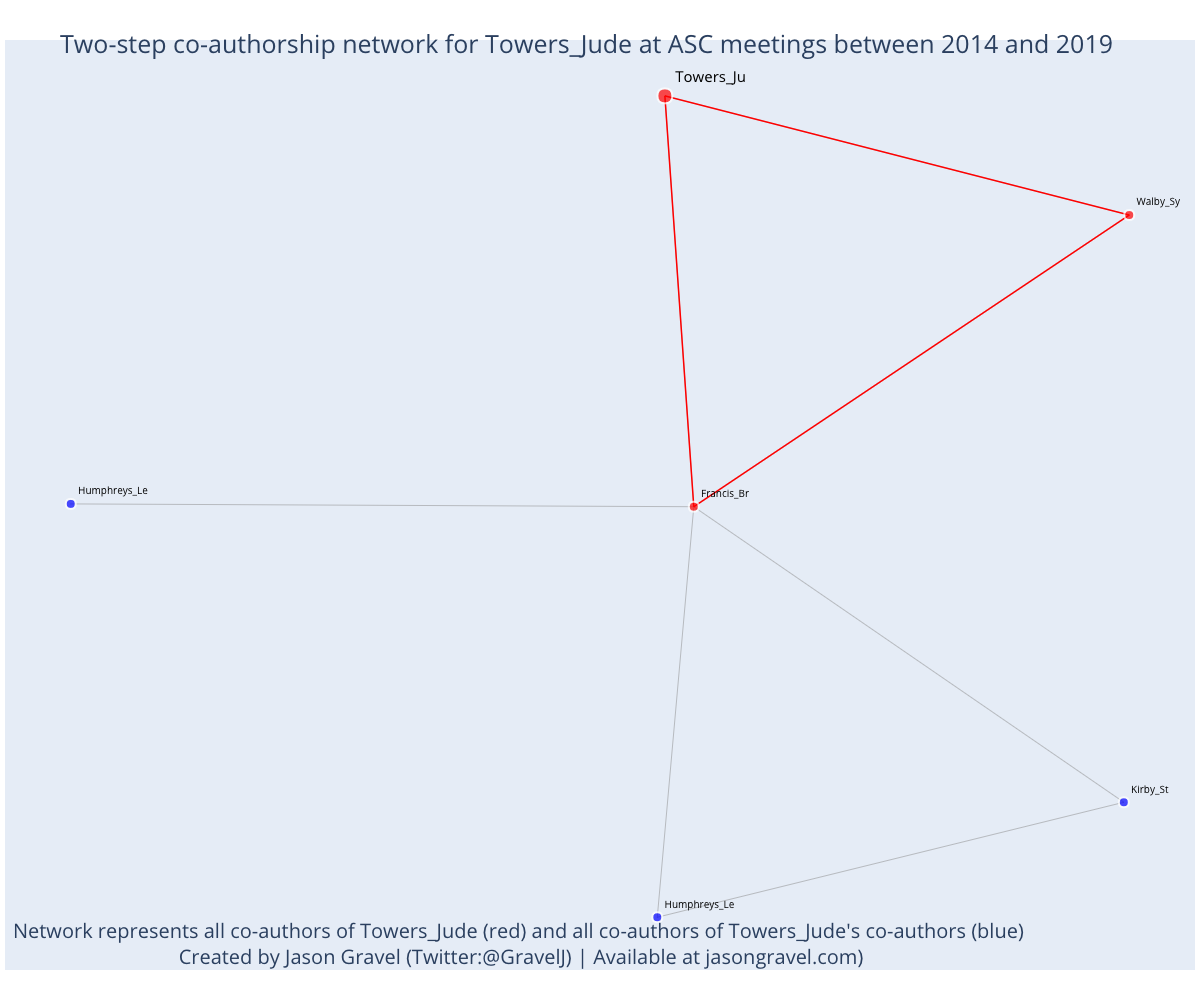 Two-step co-authorship network for Towers_Jude at ASC meetings between 2014 and 2019
Towers_Ju
Walby_Sy
Humphreys_Le
Francis_Br
Kirby_St
Humphreys_Le
Network represents all co-authors of Towers_Jude (red) and all co-authors of Towers_Jude's co-authors (blue)
Created by Jason Gravel (Twitter:@GravelJ) | Available at jasongravel.com)